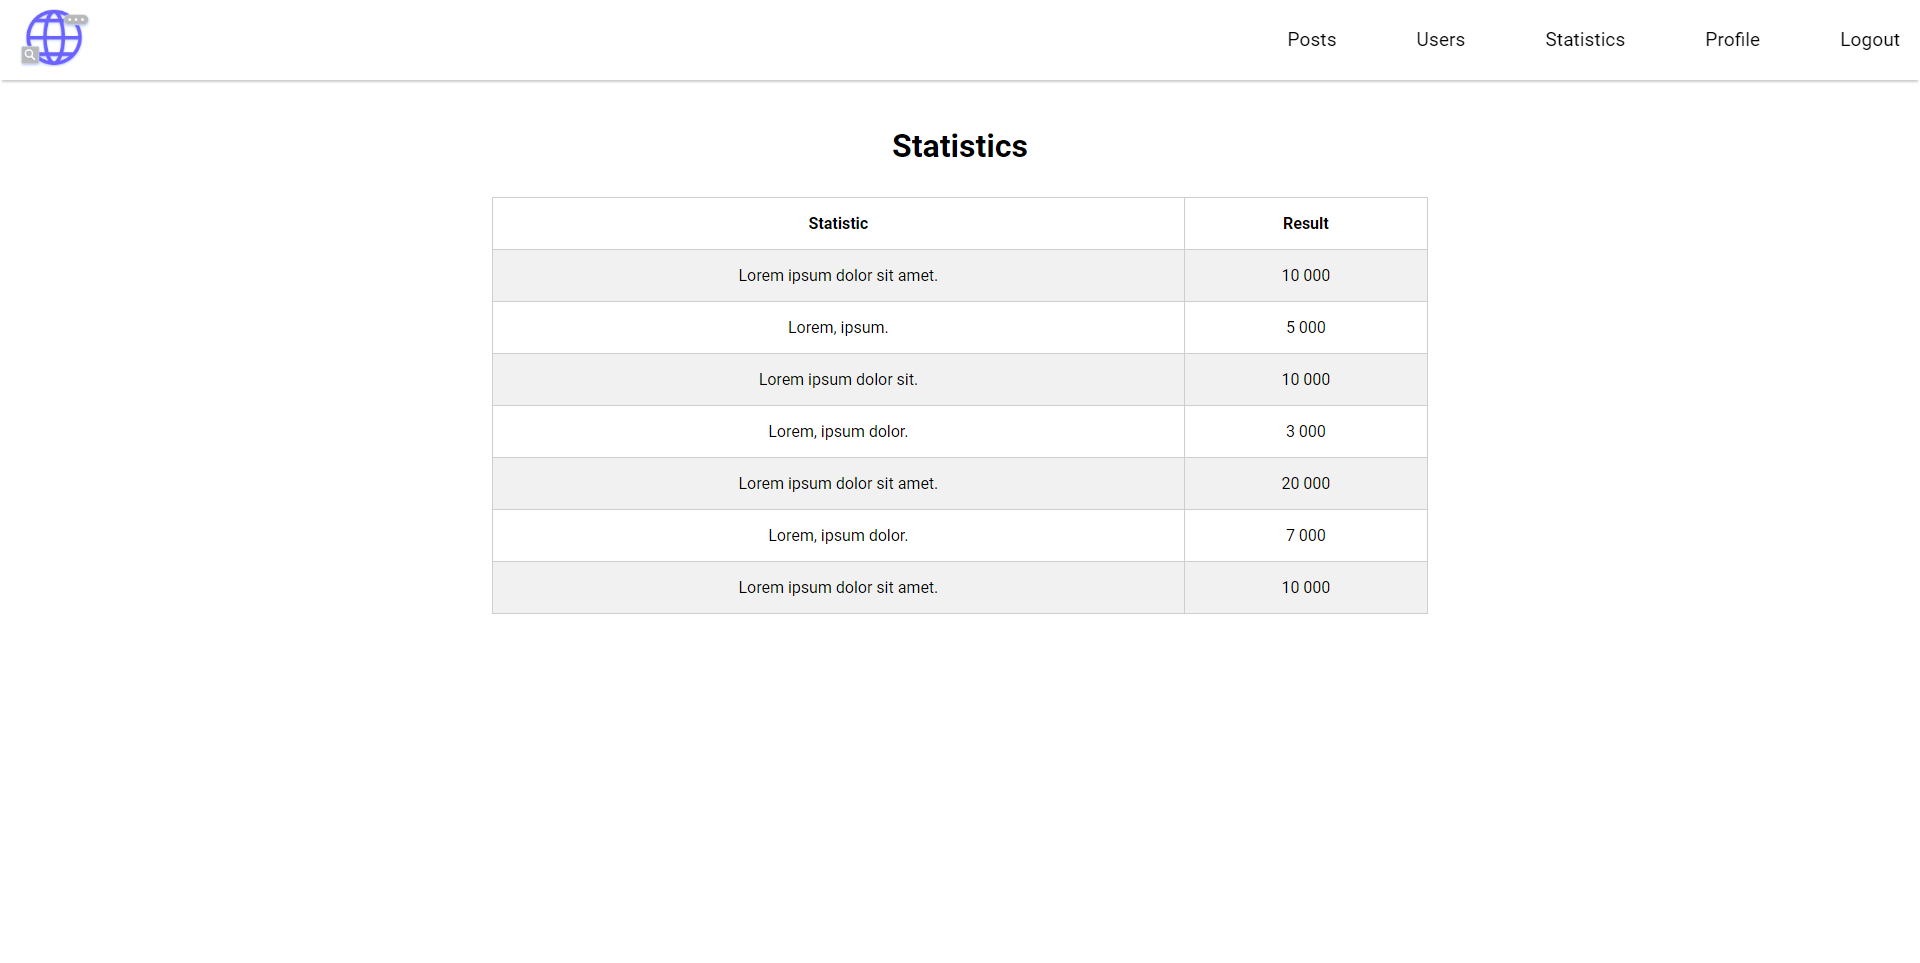 Posts Users Statistics Profile Logout
Statistics
Statistic Result
Lorem ipsum dolor sit amet. 10 000
Lorem, ipsum. 5 000
Lorem ipsum dolor sit. 10 000
Lorem, ipsum dolor. 3 000
Lorem ipsum dolor sit amet. 20 000
Lorem, ipsum dolor. 7 000
Lorem ipsum dolor sit amet. 10 000